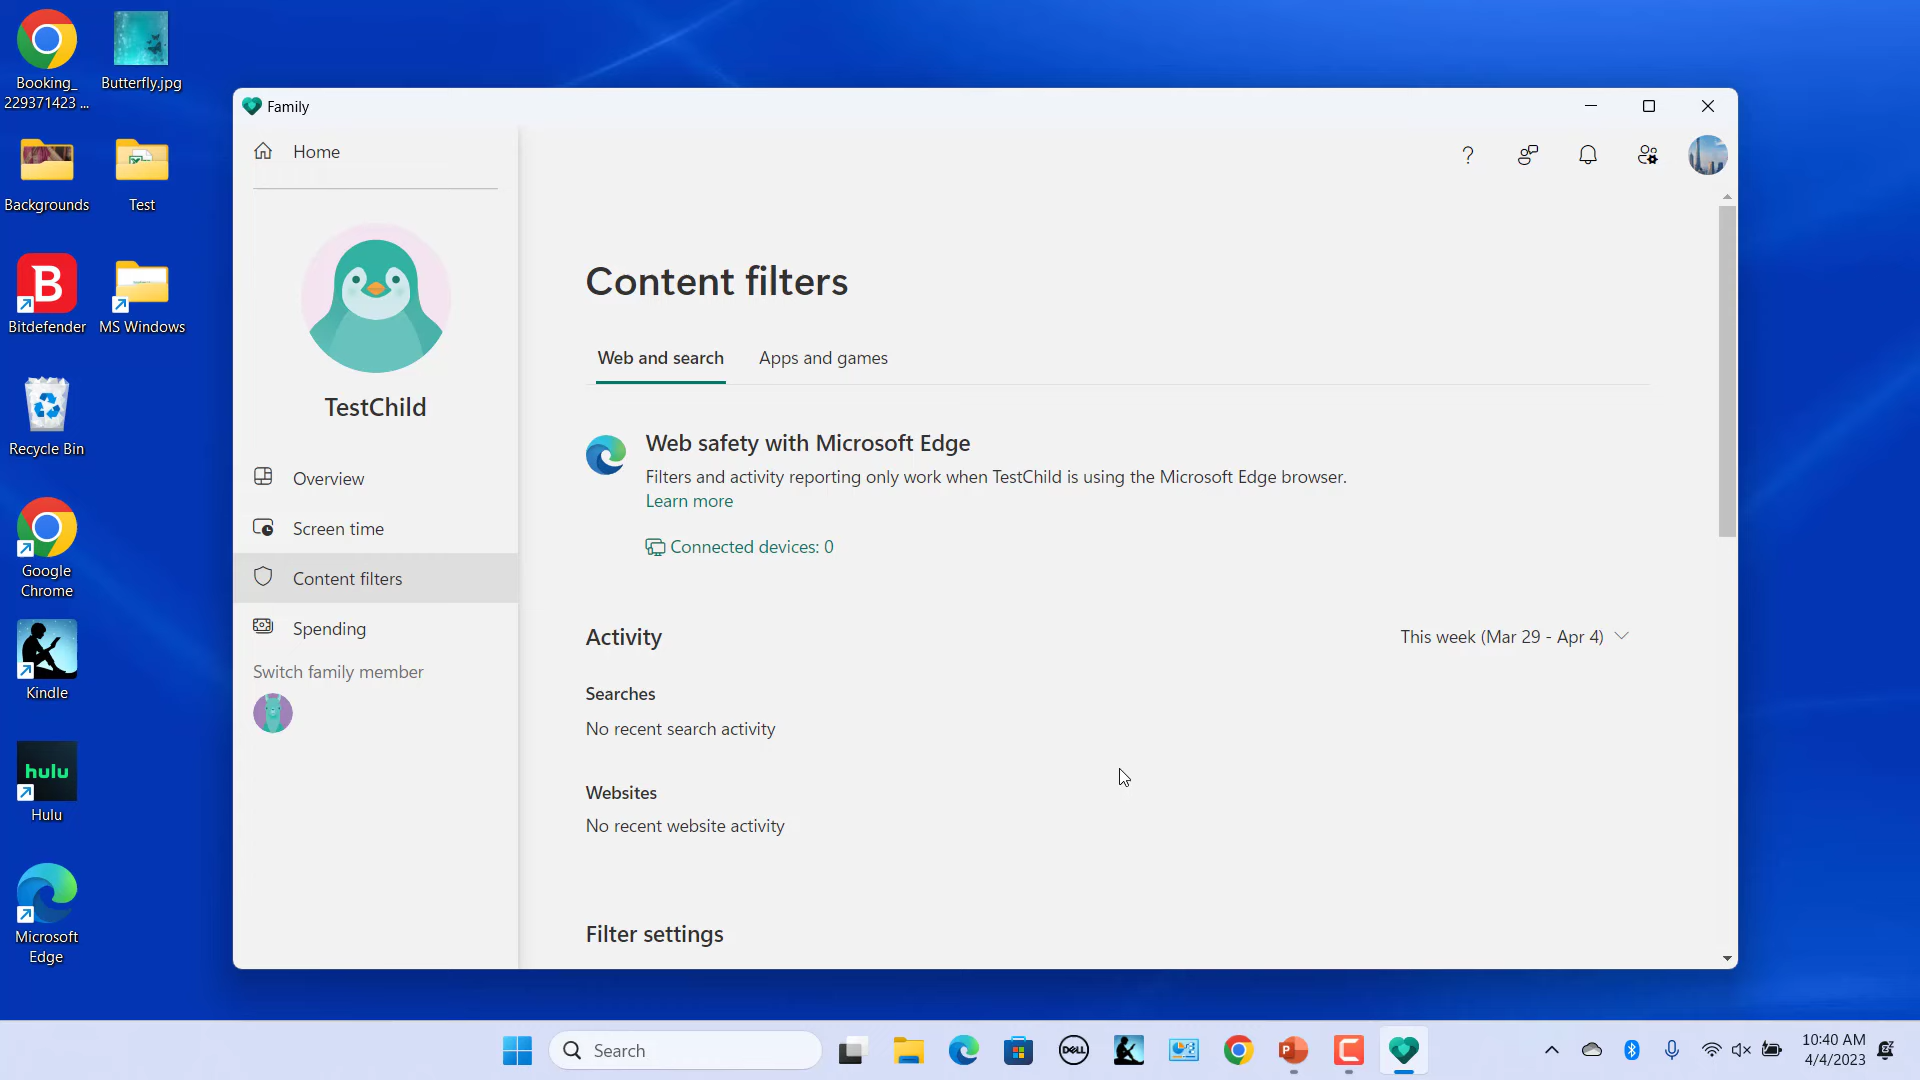 Booking_
229371423 ...
Butterfly.jpg
Backgrounds
Test
Bitdefender
MS Windows
Recycle Bin
Google
Chrome
Kindle
hulu
Hulu
Microsoft
Edge
Family
Home
TestChild
Overview
Screen time
Content filters
Spending
Switch family member
Content filters
Web and search
Apps and games
Web safety with Microsoft Edge
Filters and activity reporting only work when TestChild is using the Microsoft Edge browser.
Learn more
Connected devices: 0
Activity
This week (Mar 29 - Apr 4)
Searches
No recent search activity
Websites
No recent website activity
Filter settings
Search
DELL
10:40 AM
4/4/2023